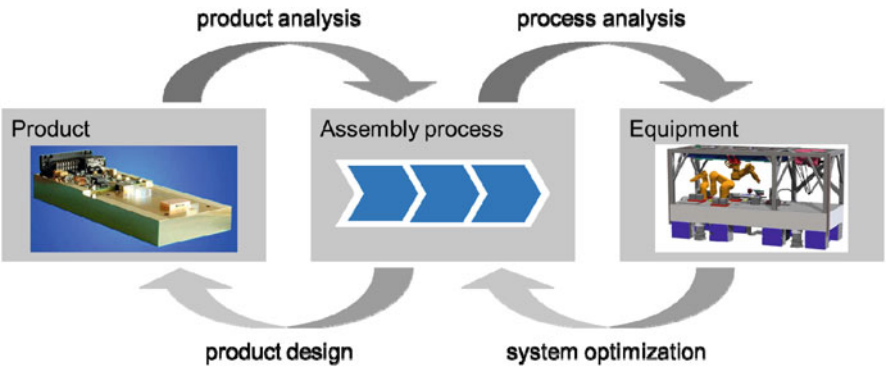 product analysis
process analysis
Product
Assembly process
Equipment
product design
system optimization